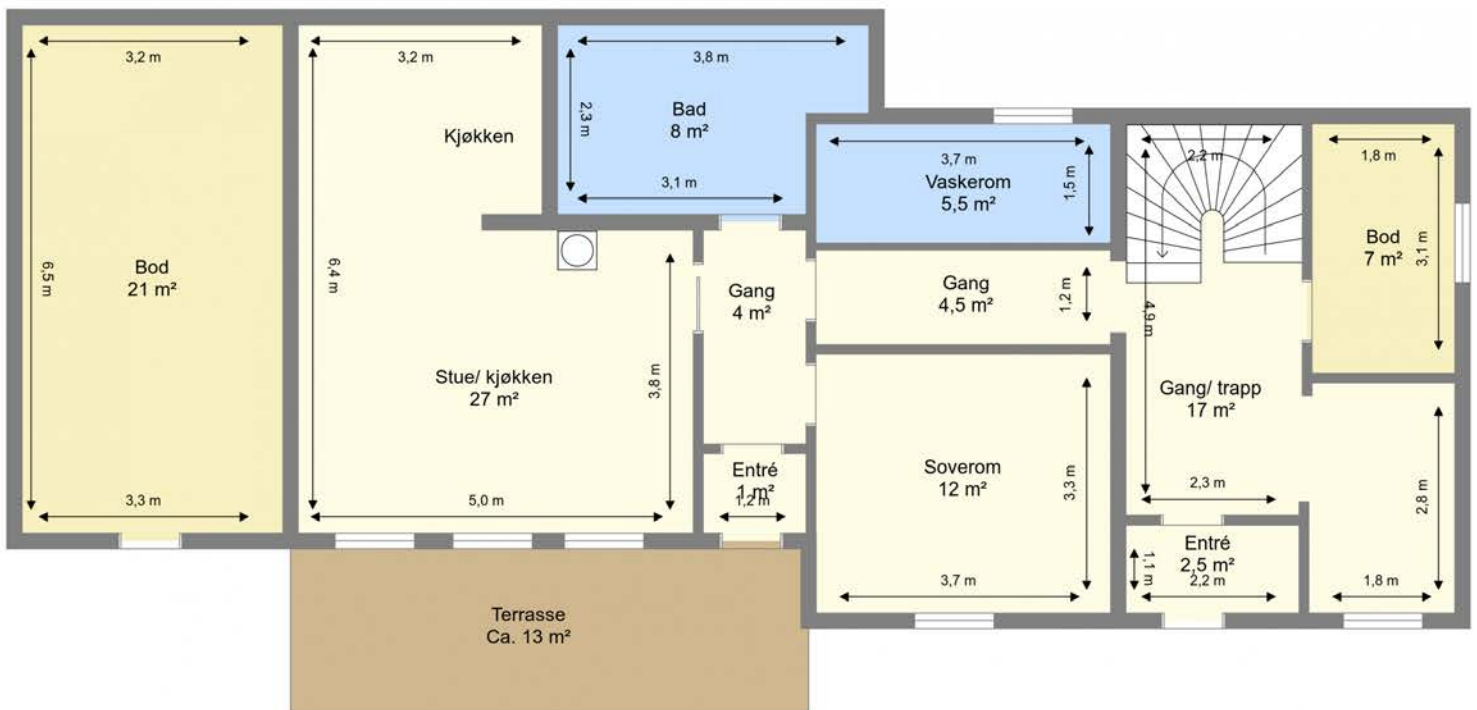 3,2 m
6,5 m
Bod
21 m²
3,3 m
3,2 m
6,4 m
Kjøkken
Stue/ kjøkken
27 m²
3,8 m
5,0 m
3,8 m
2,3 m
Bad
8 m²
3,1 m
Gang
4 m²
Entré
1 m²
1,2 m
Terrasse
Ca. 13 m²
3,7 m
Vaskerom
5,5 m²
1,5 m
Gang
4,5 m²
1,2 m
Soverom
12 m²
3,3 m
3,7 m
2,2 m
4,9 m
Gang/ trapp
17 m²
2,3 m
Entré
2,5 m²
1,1 m
2,2 m
1,8 m
Bod
7 m²
3,1 m
2,8 m
1,8 m